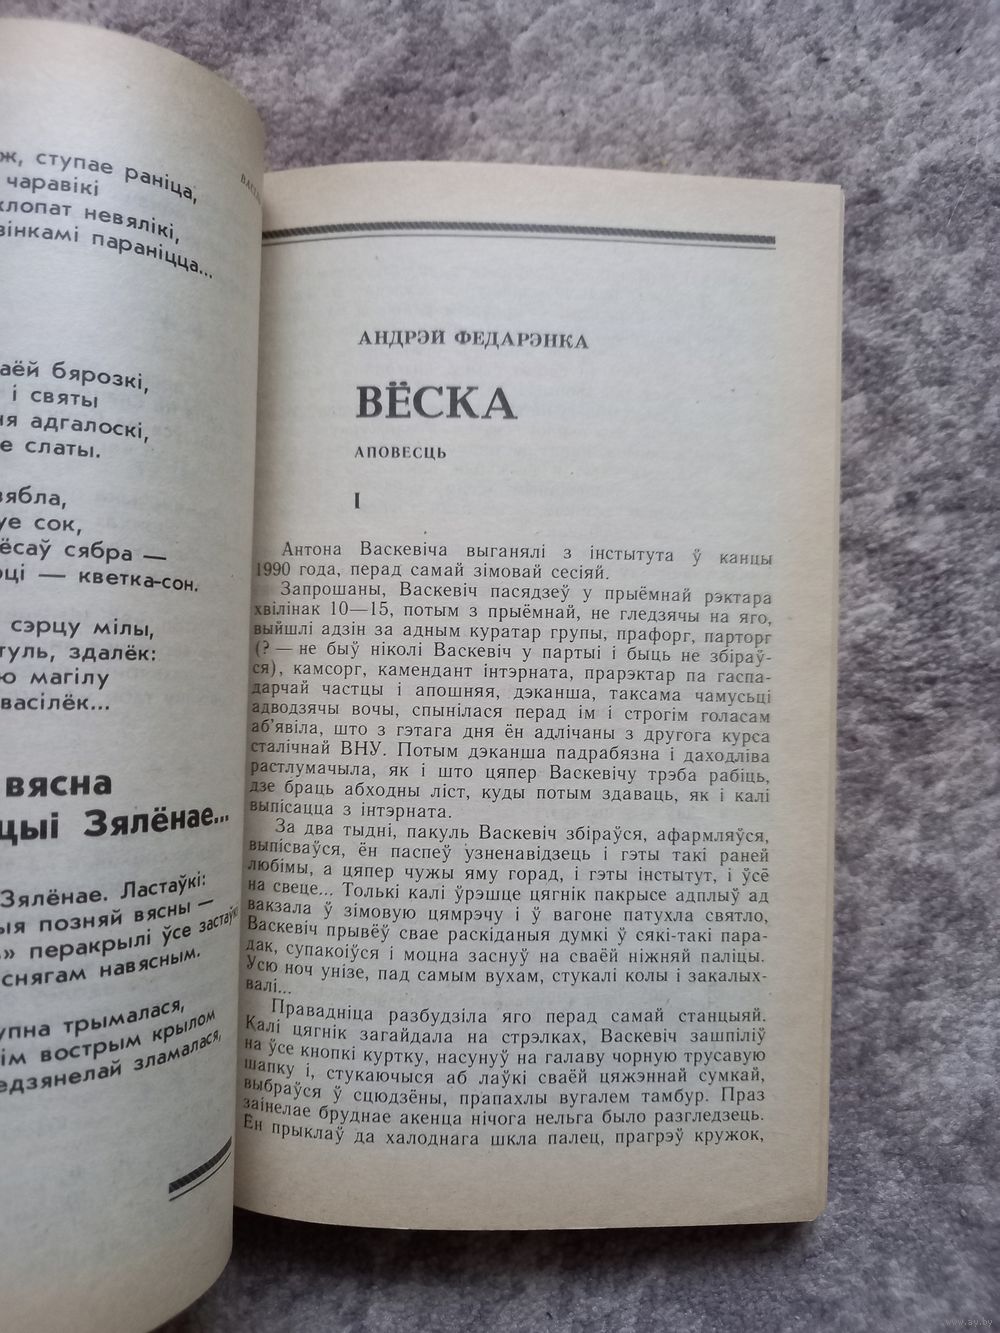 ж, ступае раніца,
чаравікі
клопат невялікі,
вінкамі параніцца...
аёй бярозкі,
і святы
ня адгалоскі,
е слаты.
вябла,
уе сок,
ёсаў сябра —
ці — кветка-сон.
сэрцу мілы,
туль, здалёк:
ю магілу
васілёк...
вясна
цыі Зялёнае...
Зялёнае. Ластаўкі:
ыя позняй вясны —
» перакрылі ўсе застаўкі
снягам навясным.
упна трымалася,
ім вострым крылом
едзянелай зламалася,
АНДРЭЙ ФЕДАРЭНКА
ВЁСКА
АПОВЕСЦЬ
I
Антона Васкевіча выганялі з інстытута ў канцы
1990 года, перад самай зімовай сесіяй.
Запрошаны, Васкевіч пасядзеў у прыёмнай рэктара
хвілінак 10—15, потым з прыёмнай, не гледзячы на яго,
выйшлі адзін за адным куратар групы, прафорг, парторг
(? — не быў ніколі Васкевіч у партыі і быць не збіраў-
ся), камсорг, камендант інтэрната, прарэктар па гаспа-
дарчай частцы і апошняя, дэканша, таксама чамусьці
адводзячы вочы, спынілася перад ім і строгім голасам
аб’явіла, што з гэтага дня ён адлічаны з другога курса
сталічнай ВНУ. Потым дэканша падрабязна і дахадліва
растлумачыла, як і што цяпер Васкевічу трэба рабіць,
дзе браць абходны ліст, куды потым здаваць, як і калі
выпісацца з інтэрната.
За два тыдні, пакуль Васкевіч збіраўся, афармляўся,
выпісваўся, ён паспеў узненавідзець і гэты такі раней
любімы, а цяпер чужы яму горад, і гэты інстытут, і ўсё
на свеце... Толькі калі ўрэшце цягнік пакрысе адплыў ад
вакзала ў зімовую цямрэчу і ў вагоне патухла святло,
Васкевіч прывёў свае раскіданыя думкі ў сякі-такі пара-
дак, супакоіўся і моцна заснуў на сваёй ніжняй паліцы.
Усю ноч унізе, пад самым вухам, стукалі колы і закалых-
валі...
Правадніца разбудзіла яго перад самай станцыяй.
Калі цягнік загайдала на стрэлках, Васкевіч зашпіліў
на ўсе кнопкі куртку, насунуў на галаву чорную трусавую
шапку і, стукаючыся аб лаўкі сваёй цяжэннай сумкай,
выбраўся ў сцюдзёны, прапахлы вугалем тамбур. Праз
заінелае бруднае акенца нічога нельга было разгледзець.
Ён прыклаў да халоднага шкла палец, прагрэў кружок,
www.ay.by